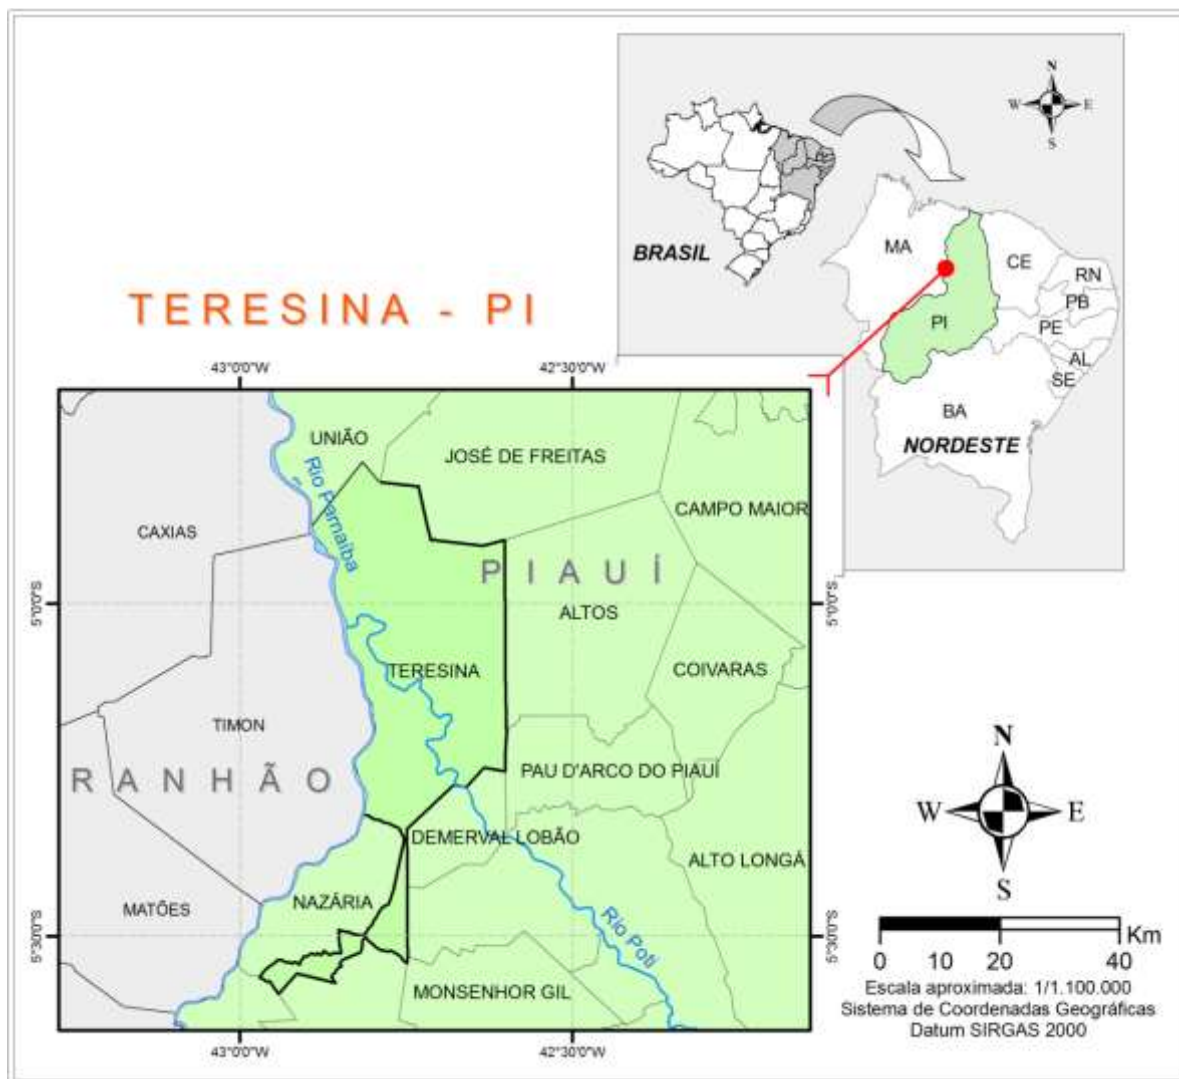 N
W
E
S
BRASIL
MA
CE
RN
PB
PI
PE
AL
SE
BA
NORDESTE
TERESINA - PI
43°0'0"W
42°30'0"W
UNIÃO
JOSÉ DE FREITAS
Rio Parnaíba
CAMPO MAIOR
CAXIAS
PIAUÍ
5°0'0"S
5°0'0"S
ALTOS
TERESINA
COIVARAS
TIMON
RANHÃO
PAU D'ARCO DO PIAUÍ
DEMERVAL LOBÃO
ALTO LONGÁ
NAZÁRIA
MATÕES
Rio Poti
5°30'0"S
5°30'0"S
MONSENHOR GIL
43°0'0"W
42°30'0"W
N
W
E
S
Km
0 10 20 40
Escala aproximada: 1/1.100.000
Sistema de Coordenadas Geográficas
Datum SIRGAS 2000